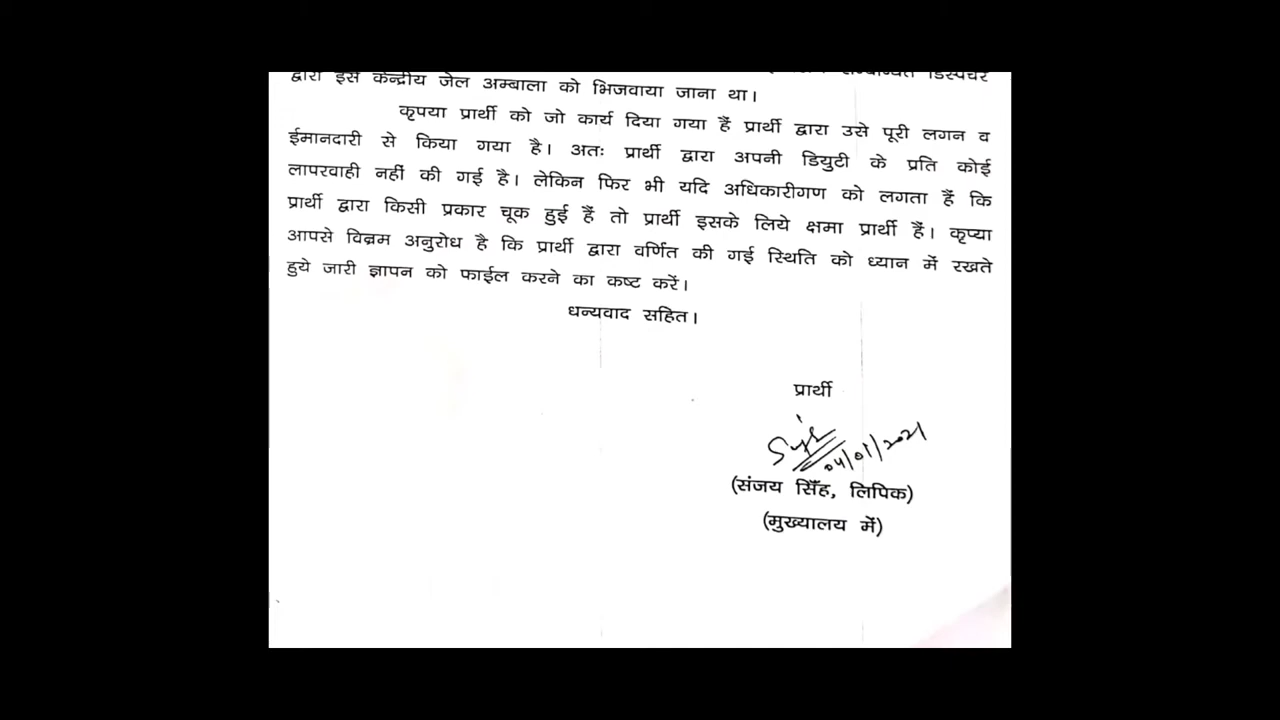 द्वारा इसे केन्द्रीय जेल अम्बाला को भिजवाया जाना था।
कृपया प्रार्थी को जो कार्य दिया गया हैं प्रार्थी द्वारा उसे पूरी लगन व
ईमानदारी से किया गया है। अतः प्रार्थी द्वारा अपनी डियुटी के प्रति कोई
लापरवाही नहीं की गई है। लेकिन फिर भी यदि अधिकारीगण को लगता हैं कि
प्रार्थी द्वारा किसी प्रकार चूक हुई हैं तो प्रार्थी इसके लिये क्षमा प्रार्थी हैं। कृप्या
आपसे विन्रम अनुरोध है कि प्रार्थी द्वारा वर्णित की गई स्थिति को ध्यान में रखते
हुये जारी ज्ञापन को फाईल करने का कष्ट करें।
धन्यवाद सहित।
प्रार्थी
04/01/2021
(संजय सिँह, लिपिक)
(मुख्यालय में)